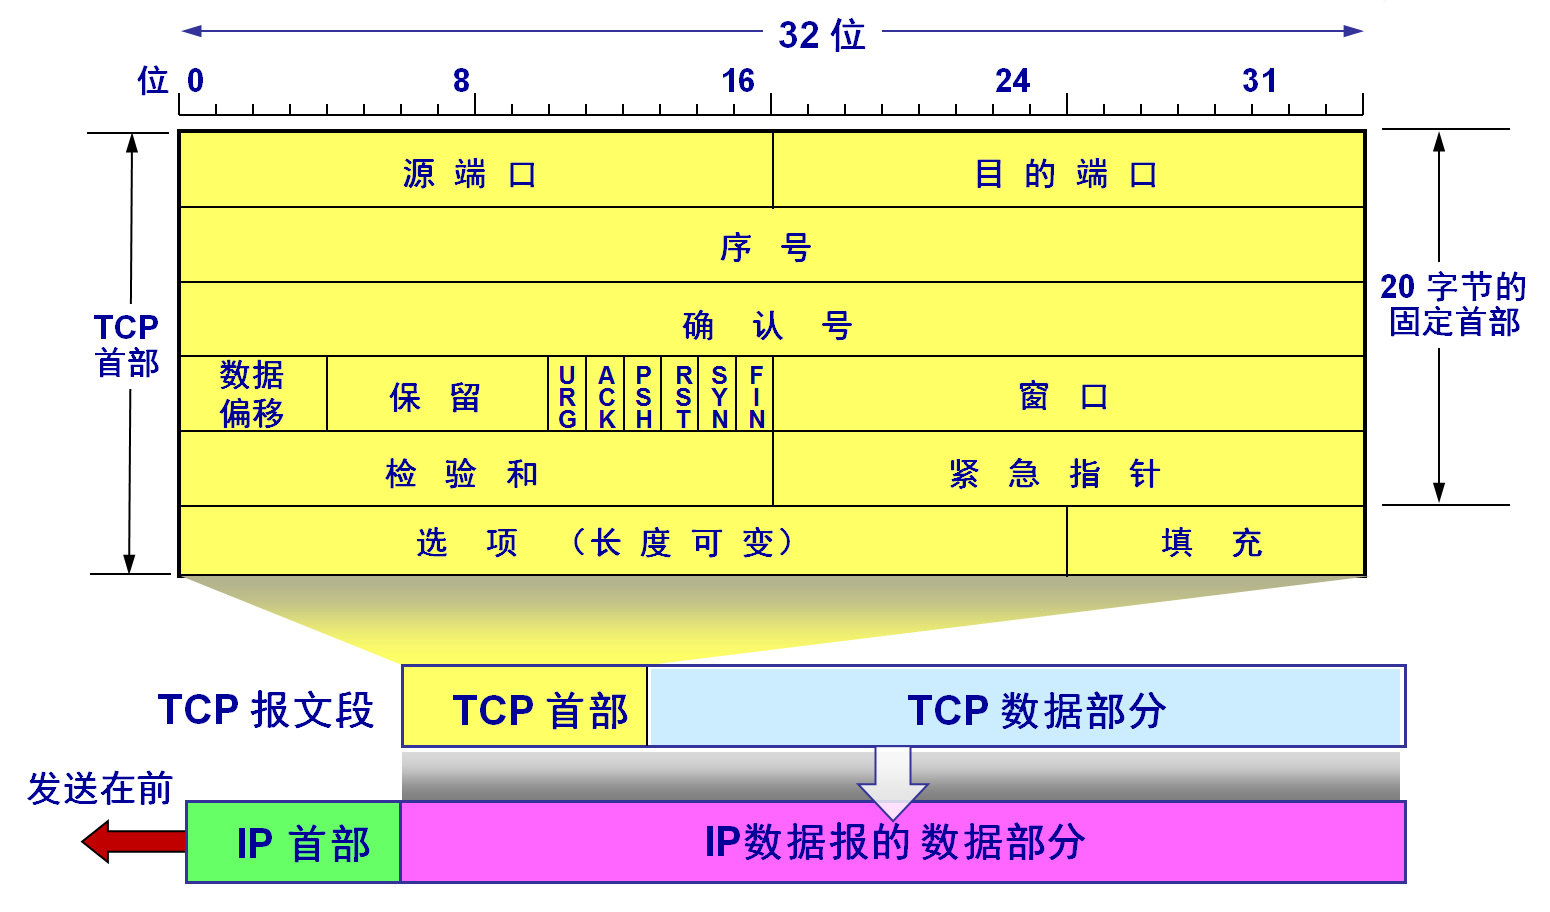 32 位
位 0 8 16 24 31
源 端 口 目 的 端 口
序 号
确 认 号
数据
偏移
保 留
URG
ACK
PSH
RST
SYN
FIN
窗 口
检 验 和 紧 急 指 针
选 项 （长 度 可 变） 填 充
TCP
首部
20 字节的
固定首部
TCP 报文段 TCP 首部 TCP 数据部分
发送在前
IP 首部 IP数据报的 数据部分